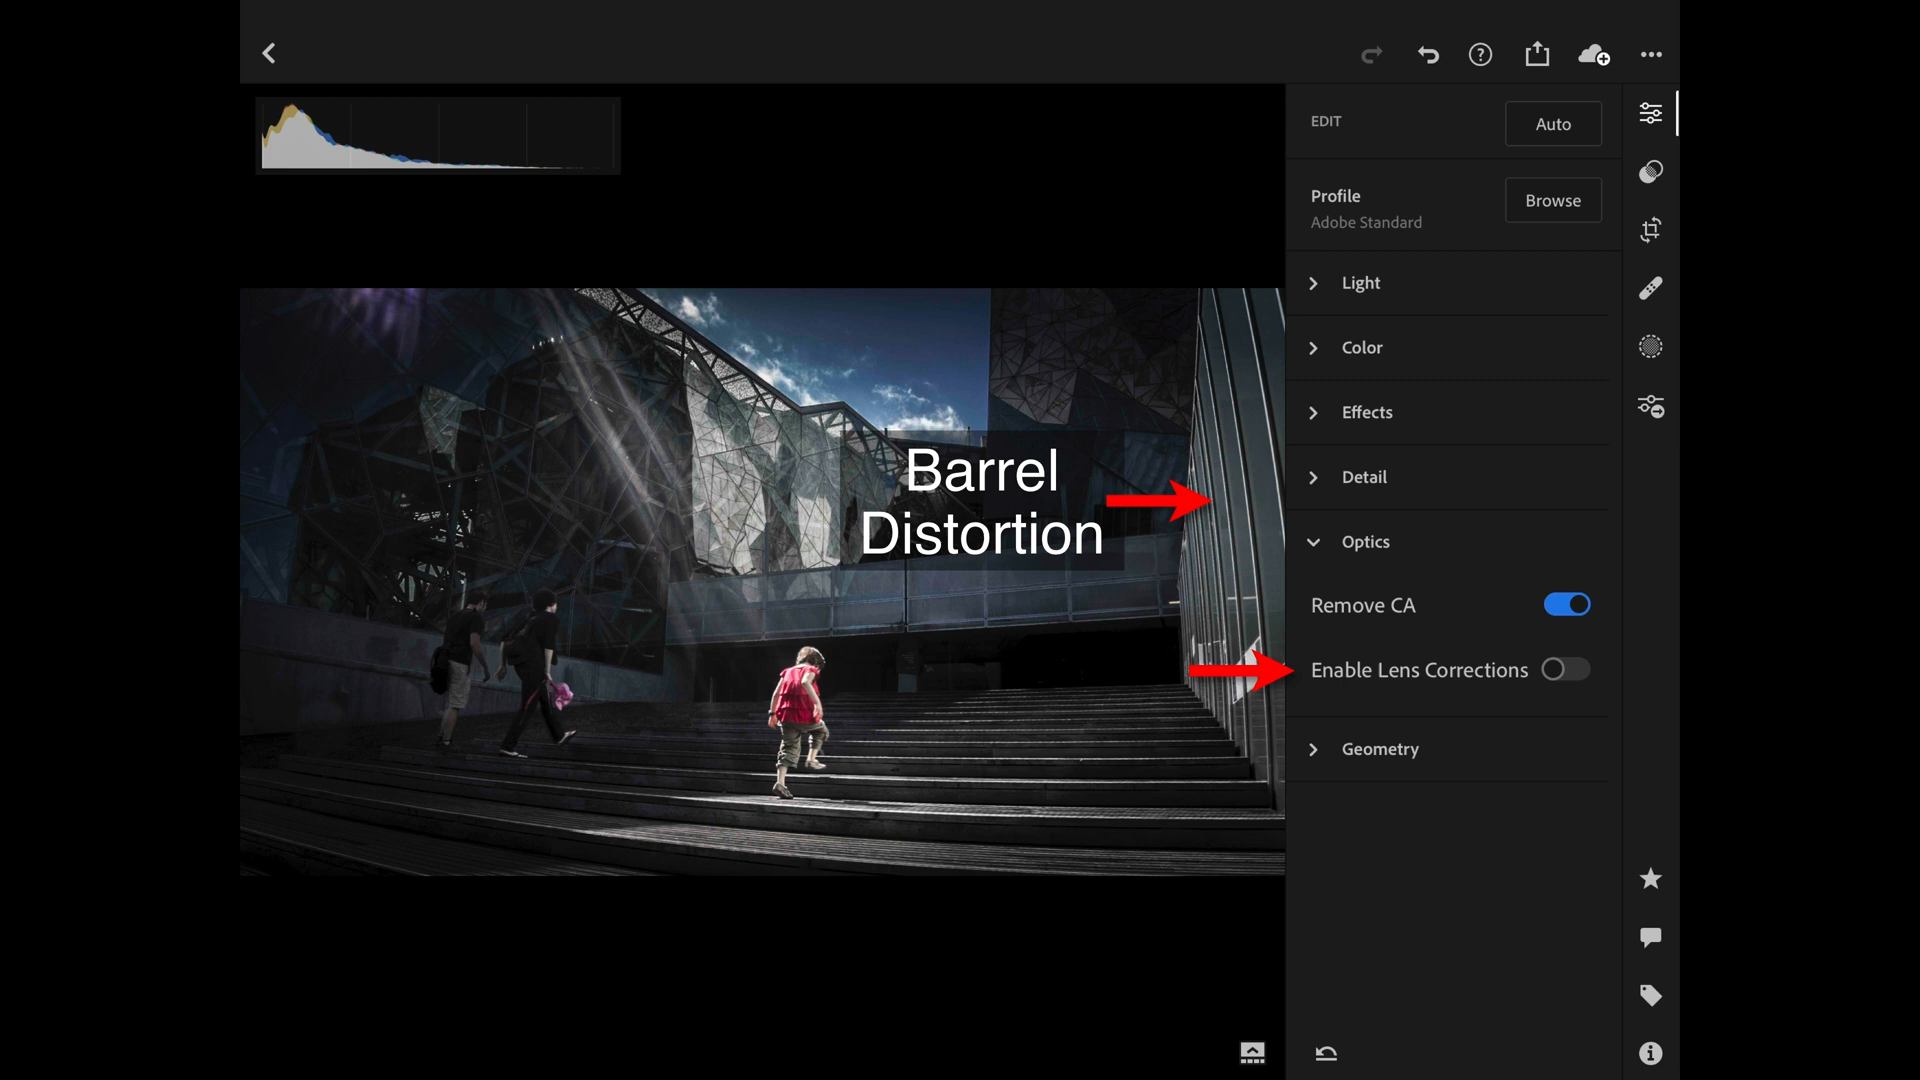 EDIT
Auto
Profile
Adobe Standard
Browse
Light
Color
Effects
Detail
Optics
Remove CA
Enable Lens Corrections
Geometry
Barrel
Distortion